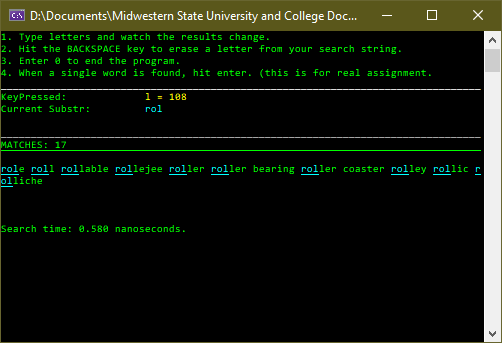 D:\Documents\Midwestern State University and College Doc...
1. Type letters and watch the results change.
2. Hit the BACKSPACE key to erase a letter from your search string.
3. Enter 0 to end the program.
4. When a single word is found, hit enter. (this is for real assignment.
KeyPressed: l = 108
Current Substr: rol
MATCHES: 17
role roll rollable rollejee roller roller bearing roller coaster rolley rollic r
olliche
Search time: 0.580 nanoseconds.